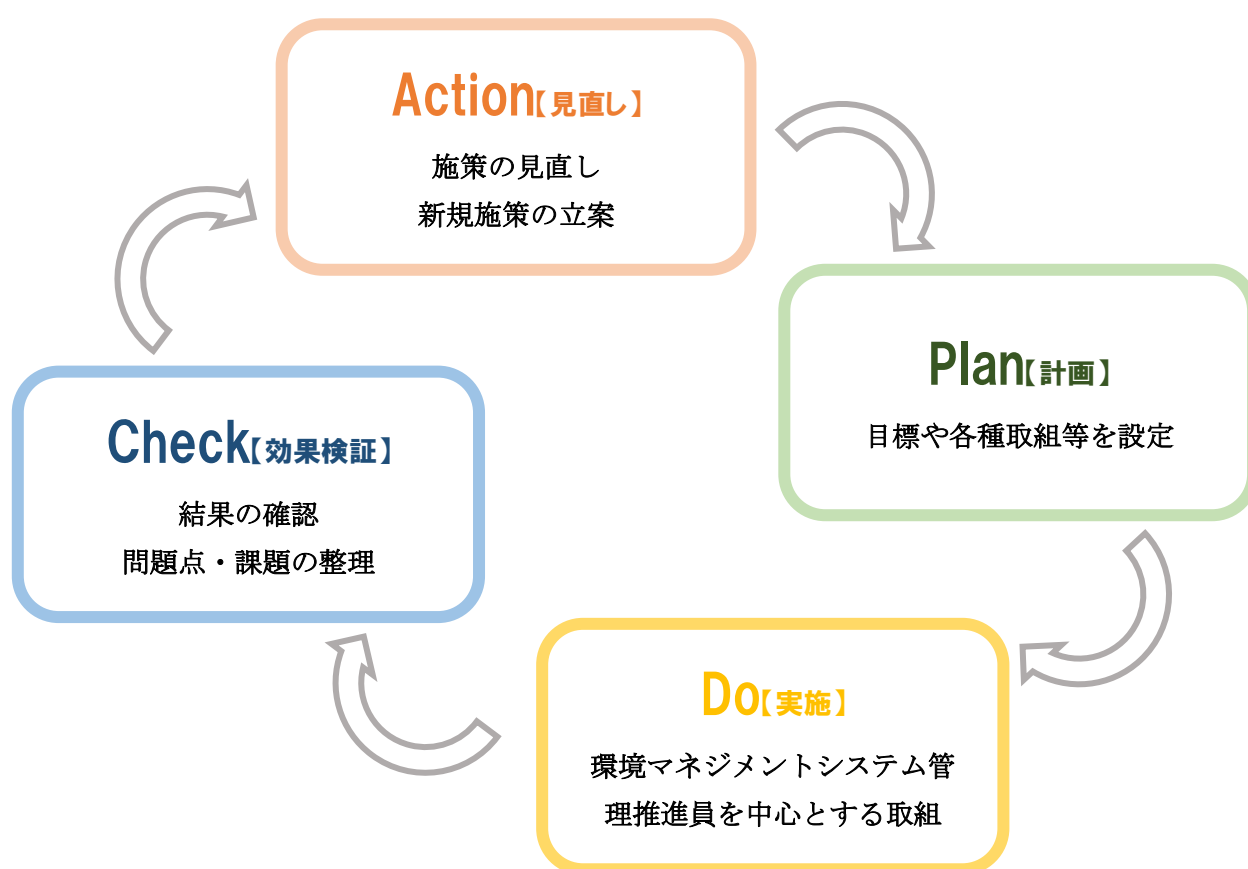 Action【見直し】
施策の見直し
新規施策の立案
Plan【計画】
目標や各種取組等を設定
Do【実施】
環境マネジメントシステム管
理推進員を中心とする取組
Check【効果検証】
結果の確認
問題点・課題の整理